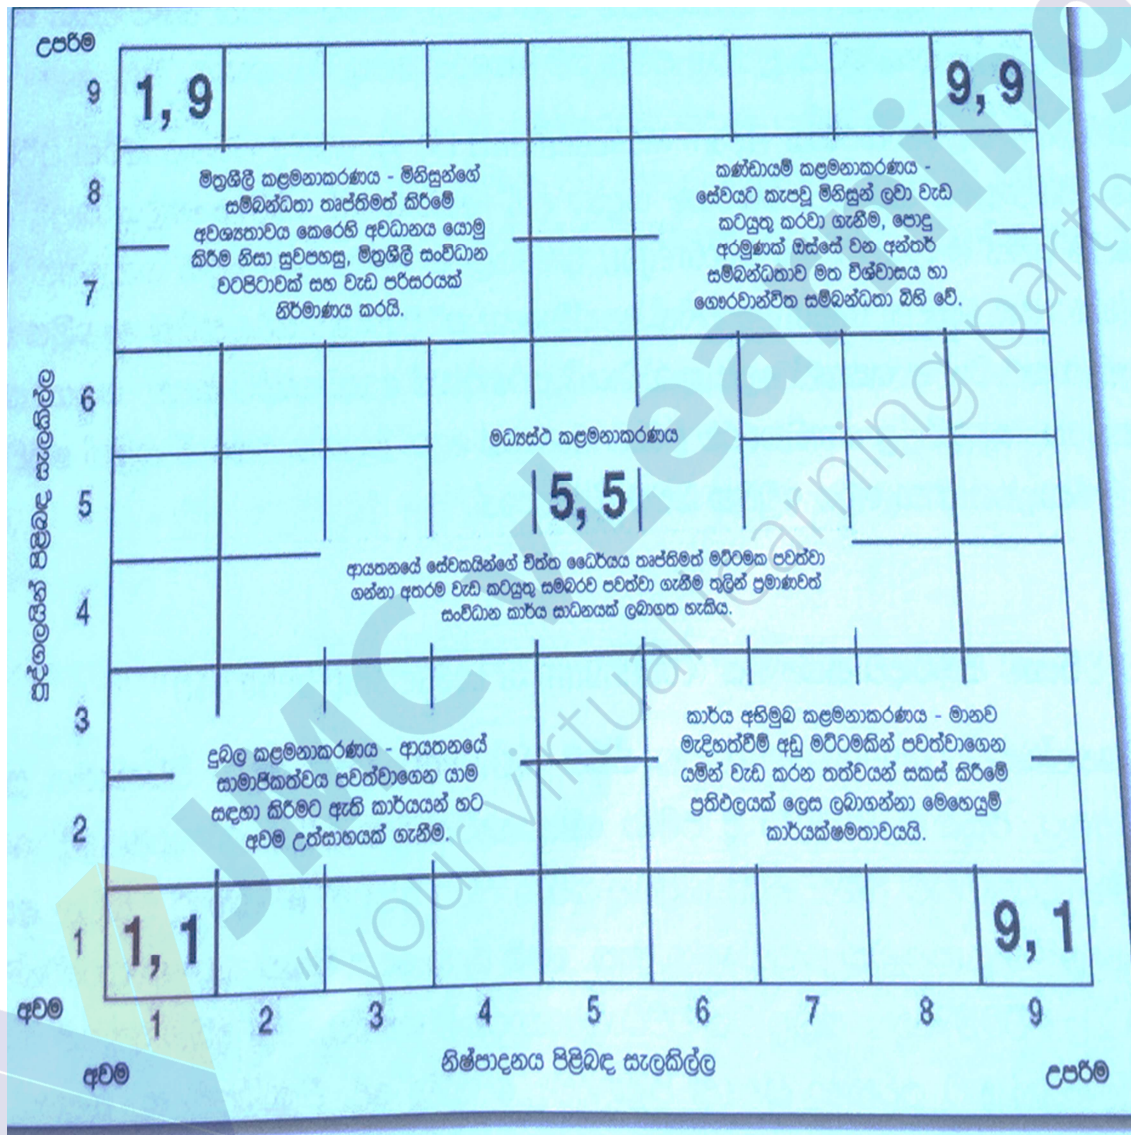 උපරිම
9
1, 9
9, 9
8
මිත්‍රශීලී කළමනාකරණය - මිනිසුන්ගේ
සම්බන්ධතා තෘප්තිමත් කිරීමේ
අවශ්‍යතාවය කෙරෙහි අවධානය යොමු
කිරීම නිසා සුවපහසු, මිත්‍රශීලී සංවිධාන
වටපිටාවක් සහ වැඩ පරිසරයක්
නිර්මාණය කරයි.
කණ්ඩායම් කළමනාකරණය -
සේවයට කැපවූ මිනිසුන් ලවා වැඩ
කටයුතු කරවා ගැනීම, පොදු
අරමුණක් ඔස්සේ වන අන්තර්
සම්බන්ධතාව මත විශ්වාසය හා
ගෞරවාන්විත සම්බන්ධතා බිහි වේ.
7
6
මධ්‍යස්ථ කළමනාකරණය
5
5, 5
ආයතනයේ සේවකයින්ගේ චිත්ත ධෛර්යය තෘප්තිමත් මට්ටමක පවත්වා
ගන්නා අතරම වැඩ කටයුතු සමබරව පවත්වා ගැනීම තුලින් ප්‍රමාණවත්
සංවිධාන කාර්ය සාධනයක් ලබාගත හැකිය.
4
පුද්ගලයින් පිළිබඳ සැලකිල්ල
3
දුබල කළමනාකරණය - ආයතනයේ
සාමාජිකත්වය පවත්වාගෙන යාම
සඳහා කිරීමට ඇති කාර්යයන් හට
අවම උත්සාහයක් ගැනීම.
කාර්ය අභිමුඛ කළමනාකරණය - මානව
මැදිහත්වීම් අඩු මට්ටමකින් පවත්වාගෙන
යමින් වැඩ කරන තත්වයන් සකස් කිරීමේ
ප්‍රතිඵලයක් ලෙස ලබාගන්නා මෙහෙයුම්
කාර්යක්ෂමතාවයයි.
2
1
1, 1
9, 1
අවම
1 2 3 4 5 6 7 8 9
අවම
නිෂ්පාදනය පිළිබඳ සැලකිල්ල
උපරිම
JMC vLearning
"your virtual learning partn